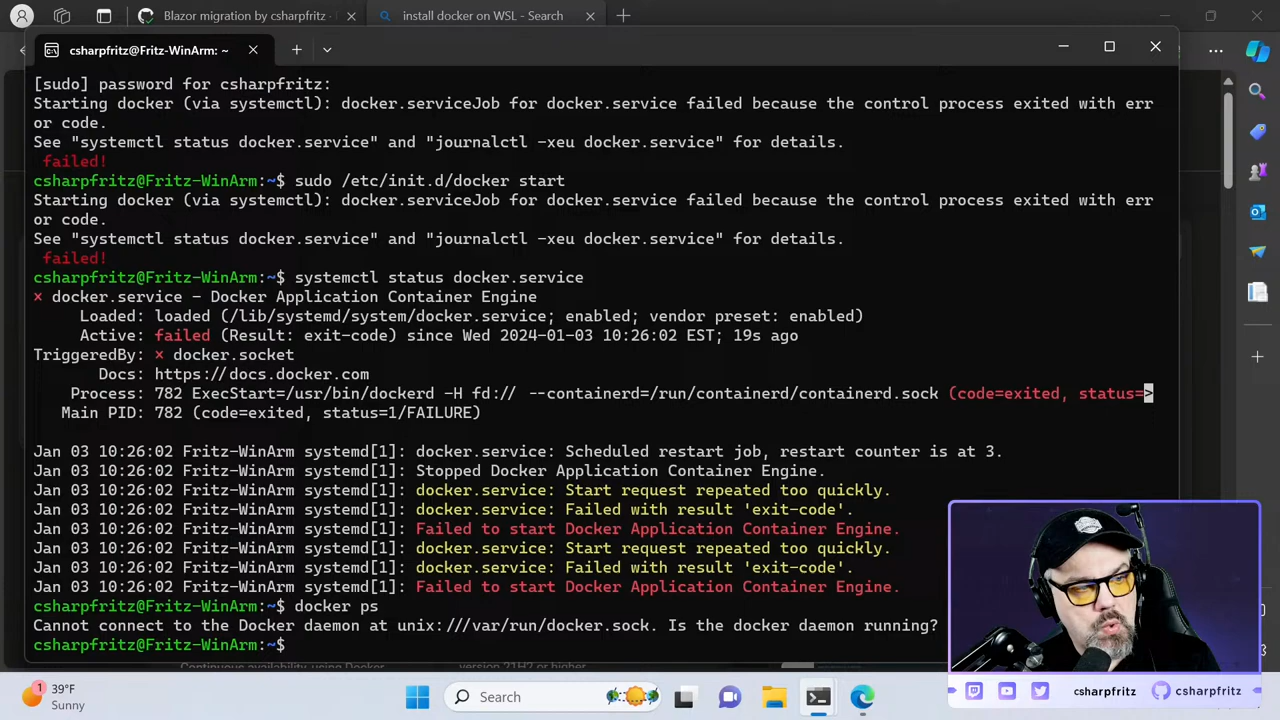 Blazor migration by csharpfritz
install docker on WSL - Search
csharpfritz@Fritz-WinArm: ~
[sudo] password for csharpfritz:
Starting docker (via systemctl): docker.serviceJob for docker.service failed because the control process exited with err
or code.
See "systemctl status docker.service" and "journalctl -xeu docker.service" for details.
failed!
csharpfritz@Fritz-WinArm:~$ sudo /etc/init.d/docker start
Starting docker (via systemctl): docker.serviceJob for docker.service failed because the control process exited with err
or code.
See "systemctl status docker.service" and "journalctl -xeu docker.service" for details.
failed!
csharpfritz@Fritz-WinArm:~$ systemctl status docker.service
× docker.service - Docker Application Container Engine
Loaded: loaded (/lib/systemd/system/docker.service; enabled; vendor preset: enabled)
Active: failed (Result: exit-code) since Wed 2024-01-03 10:26:02 EST; 19s ago
TriggeredBy: × docker.socket
Docs: https://docs.docker.com
Process: 782 ExecStart=/usr/bin/dockerd -H fd:// --containerd=/run/containerd/containerd.sock (code=exited, status=>
Main PID: 782 (code=exited, status=1/FAILURE)
Jan 03 10:26:02 Fritz-WinArm systemd[1]: docker.service: Scheduled restart job, restart counter is at 3.
Jan 03 10:26:02 Fritz-WinArm systemd[1]: Stopped Docker Application Container Engine.
Jan 03 10:26:02 Fritz-WinArm systemd[1]: docker.service: Start request repeated too quickly.
Jan 03 10:26:02 Fritz-WinArm systemd[1]: docker.service: Failed with result 'exit-code'.
Jan 03 10:26:02 Fritz-WinArm systemd[1]: Failed to start Docker Application Container Engine.
Jan 03 10:26:02 Fritz-WinArm systemd[1]: docker.service: Start request repeated too quickly.
Jan 03 10:26:02 Fritz-WinArm systemd[1]: docker.service: Failed with result 'exit-code'.
Jan 03 10:26:02 Fritz-WinArm systemd[1]: Failed to start Docker Application Container Engine.
csharpfritz@Fritz-WinArm:~$ docker ps
Cannot connect to the Docker daemon at unix:///var/run/docker.sock. Is the docker daemon running?
csharpfritz@Fritz-WinArm:~$
Continuous availability using Docker
version 21H2 or higher
csharpfritz
csharpfritz
1
39°F
Sunny
Search